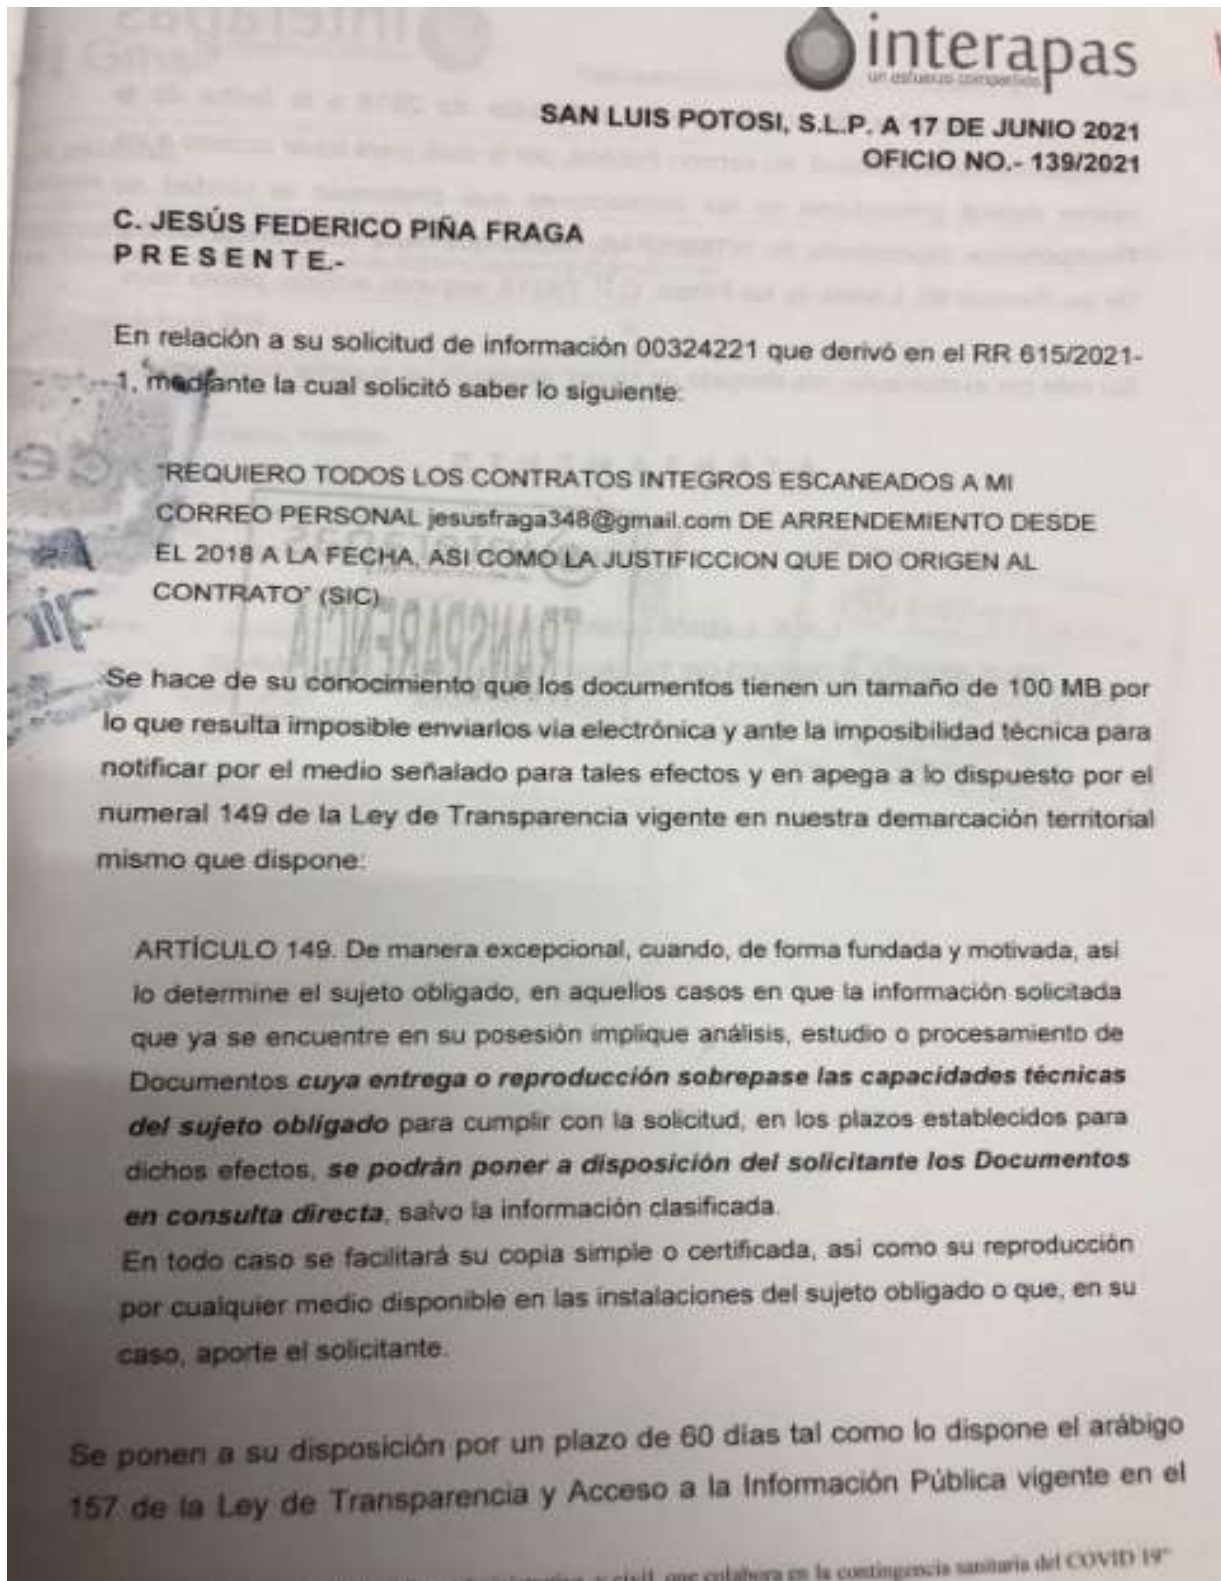 interapas
un esfuerzo compartido
SAN LUIS POTOSI, S.L.P. A 17 DE JUNIO 2021
OFICIO NO.- 139/2021
C. JESÚS FEDERICO PIÑA FRAGA
P R E S E N T E.-
En relación a su solicitud de información 00324221 que derivó en el RR 615/2021-
1, mediante la cual solicitó saber lo siguiente:
"REQUIERO TODOS LOS CONTRATOS INTEGROS ESCANEADOS A MI
CORREO PERSONAL jesusfraga348@gmail.com DE ARRENDEMIENTO DESDE
EL 2018 A LA FECHA, ASI COMO LA JUSTIFICCION QUE DIO ORIGEN AL
CONTRATO" (SIC)
Se hace de su conocimiento que los documentos tienen un tamaño de 100 MB por
lo que resulta imposible enviarlos via electrónica y ante la imposibilidad técnica para
notificar por el medio señalado para tales efectos y en apega a lo dispuesto por el
numeral 149 de la Ley de Transparencia vigente en nuestra demarcación territorial
mismo que dispone:
ARTÍCULO 149. De manera excepcional, cuando, de forma fundada y motivada, así
lo determine el sujeto obligado, en aquellos casos en que la información solicitada
que ya se encuentre en su posesión implique análisis, estudio o procesamiento de
Documentos cuya entrega o reproducción sobrepase las capacidades técnicas
del sujeto obligado para cumplir con la solicitud, en los plazos establecidos para
dichos efectos, se podrán poner a disposición del solicitante los Documentos
en consulta directa, salvo la información clasificada.
En todo caso se facilitará su copia simple o certificada, así como su reproducción
por cualquier medio disponible en las instalaciones del sujeto obligado o que, en su
caso, aporte el solicitante.
Se ponen a su disposición por un plazo de 60 dias tal como lo dispone el arábigo
157 de la Ley de Transparencia y Acceso a la Información Pública vigente en el
y civil, que colabora en la contingencia sanitaria del COVID 19"